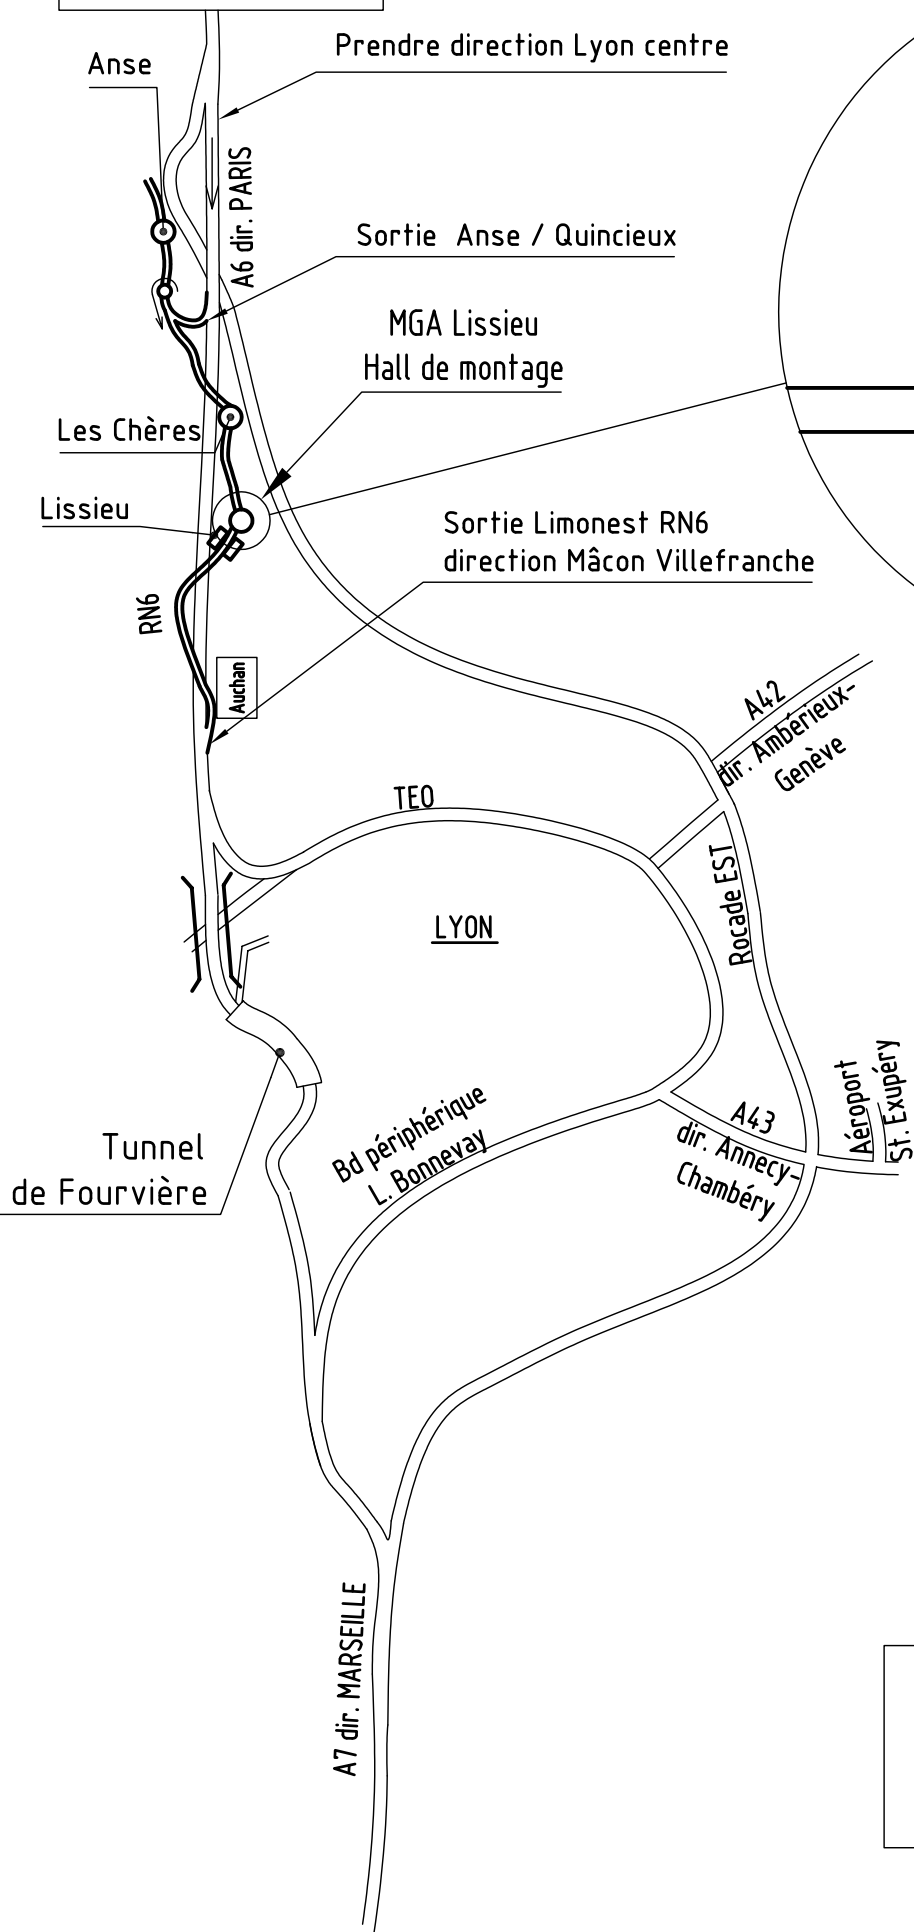 Prendre direction Lyon centre
Anse
A6 dir. PARIS
Sortie Anse / Quincieux
MGA Lissieu
Hall de montage
Les Chères
Lissieu
Sortie Limonest RN6
direction Mâcon Villefranche
RN6
Auchan
A42
dir. Ambérieux-
Genève
TEO
Rocade EST
LYON
Aéroport
St. Exupéry
A43
dir. Annecy-
Chambéry
Bd périphérique
L. Bonnevay
Tunnel
de Fourvière
A7 dir. MARSEILLE